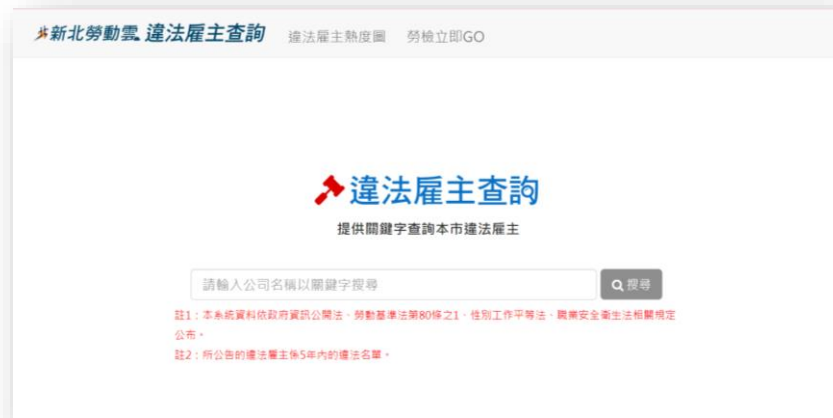 新北勞動雲 違法雇主查詢 違法雇主熱度圖 勞檢立即GO
違法雇主查詢
提供關鍵字查詢本市違法雇主
請輸入公司名稱以關鍵字搜尋 搜尋
註1：本系統資料依政府資訊公開法、勞動基準法第80條之1、性別工作平等法、職業安全衛生法相關規定
公布。
註2：所公告的違法雇主係5年內的違法名單。